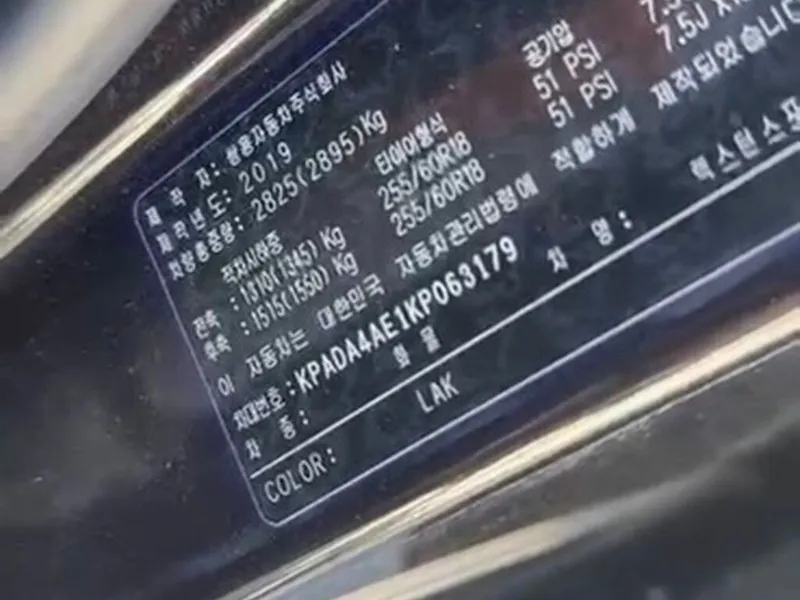 제 작 자: 쌍용자동차주식회사
제작년도: 2019
차량총중량: 2825(2895)Kg
적차시하중 타이어형식 공기압
전축 :1310(1345) Kg 255/60R18 51 PSI 7.5
후축 :1515(1550) Kg 255/60R18 51 PSI 7.5J X
이 자동차는 대한민국 자동차관리법령에 적합하게 제작되었습니다
차대번호:KPADA4AE1KP063179
차 종: 화 물 차 명: 렉스턴스포
COLOR: LAK